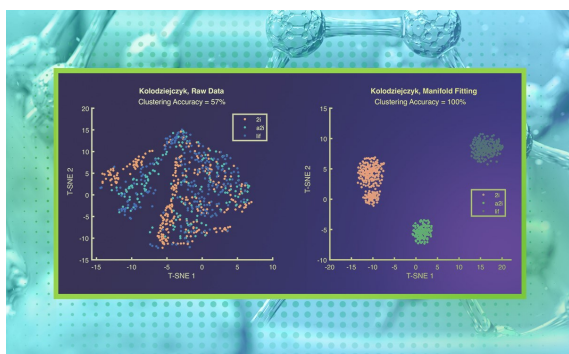 Kolodziejczyk, Raw Data
Clustering Accuracy = 57%
20
15
10
5
0
-5
-10
-15
T-SNE 2
2i
a2i
lif
-15
-10
-5
0
5
10
T-SNE 1
Kolodziejczyk, Manifold Fitting
Clustering Accuracy = 100%
15
10
5
0
-5
-10
T-SNE 2
2i
a2i
lif
-20
-15
-10
-5
0
5
10
15
20
T-SNE 1